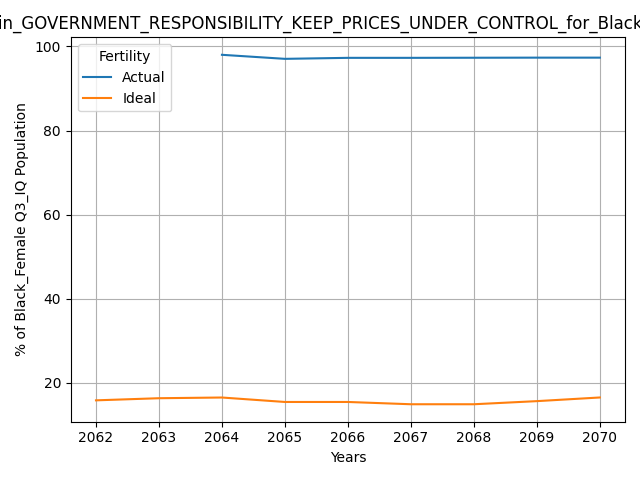 in_GOVERNMENT_RESPONSIBILITY_KEEP_PRICES_UNDER_CONTROL_for_Black
Fertility
Actual
Ideal
100
80
60
40
20
% of Black_Female Q3_IQ Population
2062 2063 2064 2065 2066 2067 2068 2069 2070
Years